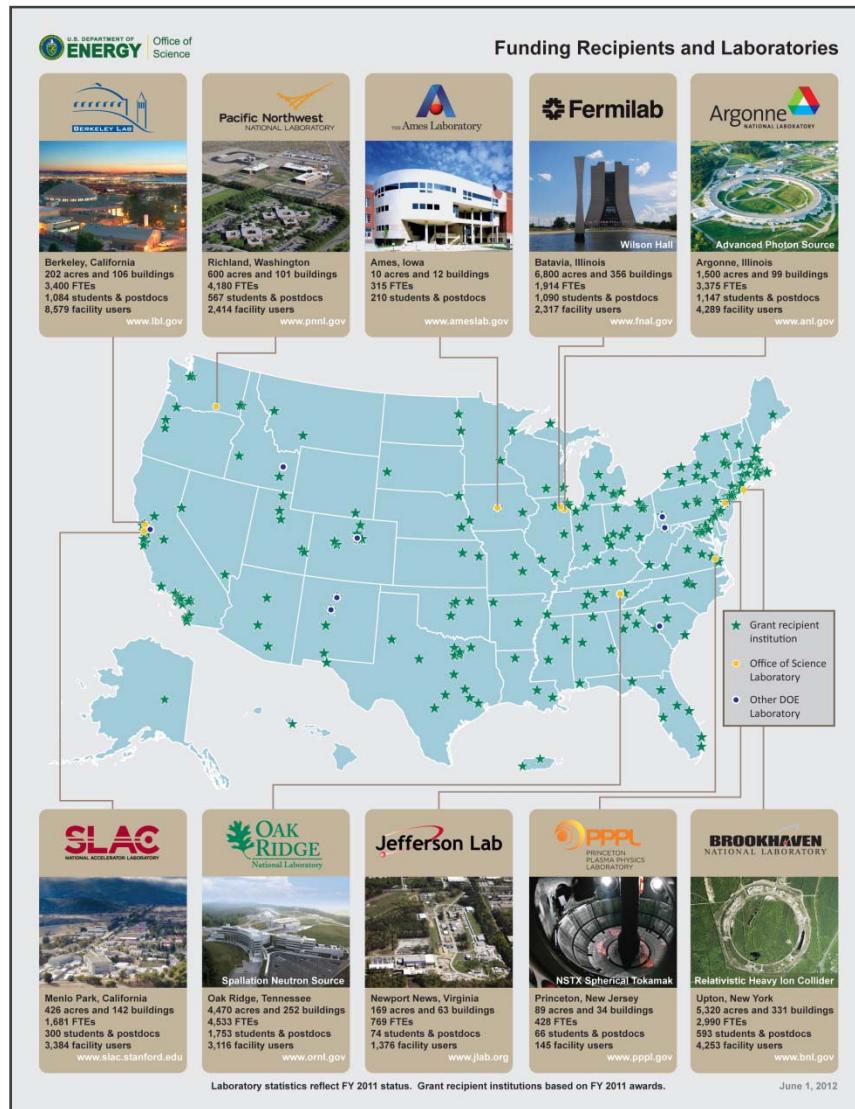 U.S. DEPARTMENT OF
ENERGY
Office of
Science
Funding Recipients and Laboratories
BERKELEY LAB
Berkeley, California
202 acres and 106 buildings
3,400 FTEs
1,084 students & postdocs
8,579 facility users
www.lbl.gov
Pacific Northwest
NATIONAL LABORATORY
Richland, Washington
600 acres and 101 buildings
4,180 FTEs
567 students & postdocs
2,414 facility users
www.pnnl.gov
THE Ames Laboratory
Ames, Iowa
10 acres and 12 buildings
315 FTEs
210 students & postdocs
www.ameslab.gov
Fermilab
Wilson Hall
Batavia, Illinois
6,800 acres and 356 buildings
1,914 FTEs
1,090 students & postdocs
2,317 facility users
www.fnal.gov
Argonne
NATIONAL LABORATORY
Advanced Photon Source
Argonne, Illinois
1,500 acres and 99 buildings
3,375 FTEs
1,147 students & postdocs
4,289 facility users
www.anl.gov
Grant recipient
institution
Office of Science
Laboratory
Other DOE
Laboratory
SLAC
NATIONAL ACCELERATOR LABORATORY
Menlo Park, California
426 acres and 142 buildings
1,681 FTEs
300 students & postdocs
3,384 facility users
www.slac.stanford.edu
OAK
RIDGE
National Laboratory
Spallation Neutron Source
Oak Ridge, Tennessee
4,470 acres and 252 buildings
4,533 FTEs
1,753 students & postdocs
3,116 facility users
www.ornl.gov
Jefferson Lab
Newport News, Virginia
169 acres and 63 buildings
769 FTEs
74 students & postdocs
1,376 facility users
www.jlab.org
PPPL
PRINCETON
PLASMA PHYSICS
LABORATORY
NSTX Spherical Tokamak
Princeton, New Jersey
89 acres and 34 buildings
428 FTEs
66 students & postdocs
145 facility users
www.pppl.gov
BROOKHAVEN
NATIONAL LABORATORY
Relativistic Heavy Ion Collider
Upton, New York
5,320 acres and 331 buildings
2,990 FTEs
593 students & postdocs
4,253 facility users
www.bnl.gov
Laboratory statistics reflect FY 2011 status. Grant recipient institutions based on FY 2011 awards.
June 1, 2012